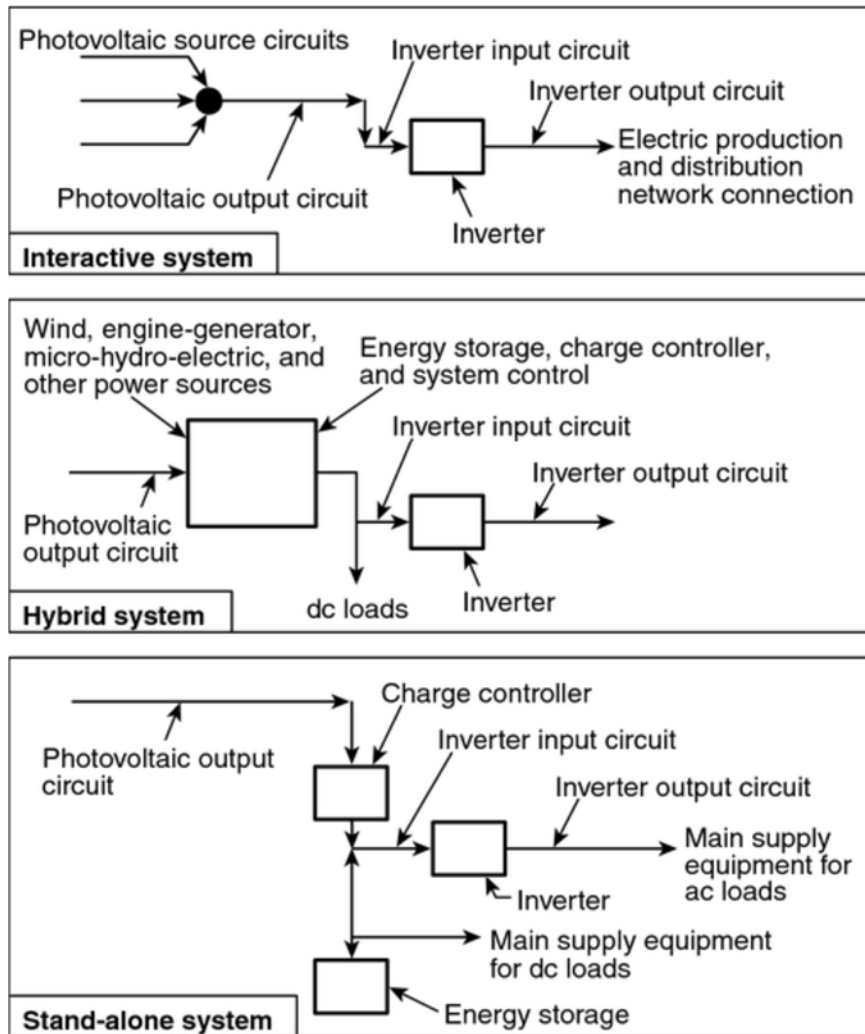 Photovoltaic source circuits
Inverter input circuit
Inverter output circuit
Electric production
and distribution
network connection
Photovoltaic output circuit
Inverter
Interactive system
Wind, engine-generator,
micro-hydro-electric, and
other power sources
Energy storage, charge controller,
and system control
Inverter input circuit
Inverter output circuit
Photovoltaic
output circuit
dc loads
Inverter
Hybrid system
Charge controller
Photovoltaic output
circuit
Inverter input circuit
Inverter output circuit
Main supply
equipment for
ac loads
Inverter
Main supply equipment
for dc loads
Energy storage
Stand-alone system